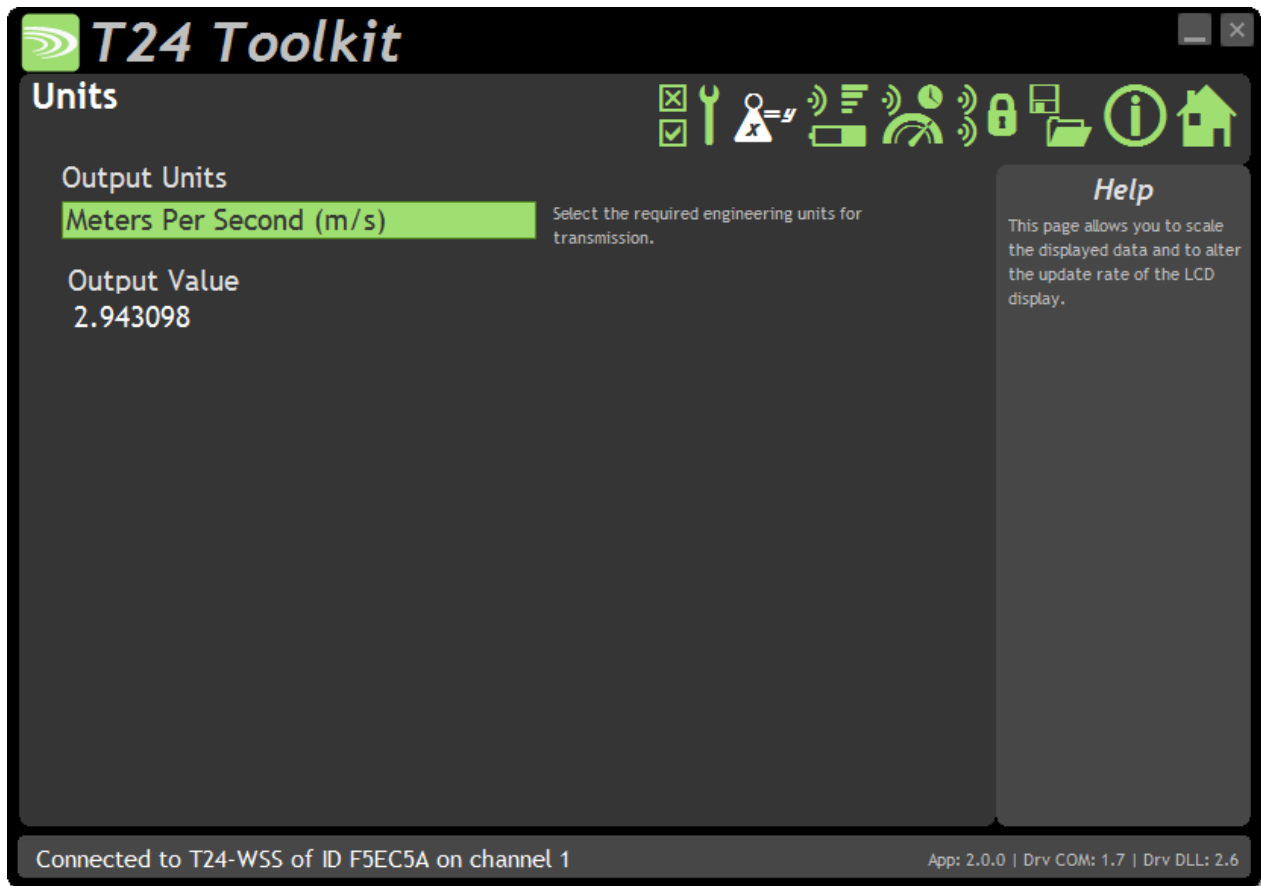 T24 Toolkit
Units
x=y
Output Units
Meters Per Second (m/s)
Select the required engineering units for
transmission.
Output Value
2.943098
Help
This page allows you to scale
the displayed data and to alter
the update rate of the LCD
display.
Connected to T24-WSS of ID F5EC5A on channel 1
App: 2.0.0 | Drv COM: 1.7 | Drv DLL: 2.6